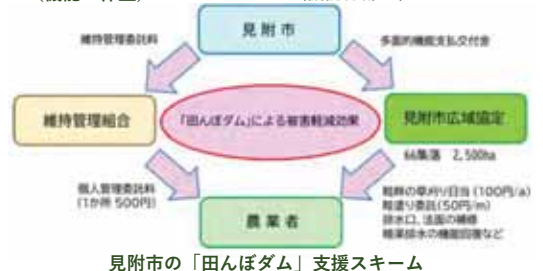 見附市
維持管理委託料
多面的機能支払交付金
維持管理組合
「田んぼダム」による被害軽減効果
見附市広域協定
66集落 2,500ha
個人管理委託料
(1か所 500円)
農業者
畦畔の草刈り日当(100円/a)
畦塗り委託(50円/m)
排水口、法面の補修
暗渠排水の機能回復など
見附市の「田んぼダム」支援スキーム